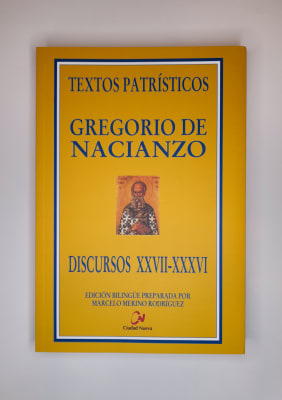 TEXTOS PATRÍSTICOS
GREGORIO DE
NACIANZO
DISCURSOS XXVII-XXXVI
EDICIÓN BILINGÜE PREPARADA POR
MARCELO MERINO RODRÍGUEZ
Ciudad Nueva